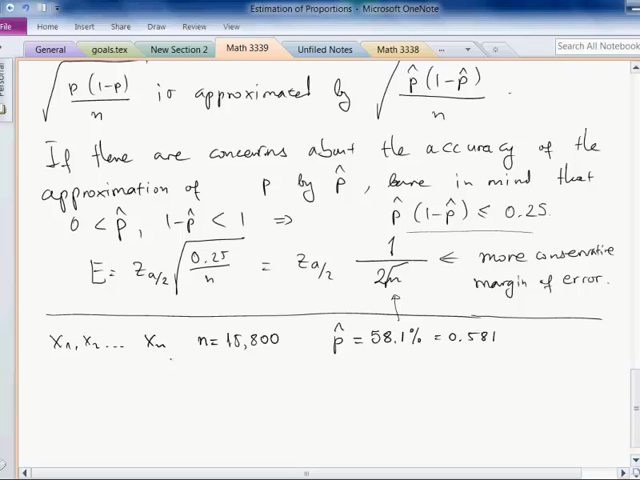 Estimation of Proportions - Microsoft OneNote
File Home Insert Share Draw Review View
General goals.tex New Section 2 Math 3339 Unfiled Notes Math 3338 ... Search All Notebooks
Personal
√(p (1-p)/n) is approximated by √(p̂ (1-p̂)/n) .
If there are concerns about the accuracy of the
approximation of p by p̂ , bare in mind that
0 < p̂ , 1-p̂ < 1 ⇒ p̂ (1-p̂) ≤ 0.25.
E = Z_{α/2} √(0.25/n) = Z_{α/2} 1/(2√n) ← more conservative
margin of error.
X₁, X₂ ... Xₙ n = 15,800 p̂ = 58.1% = 0.581